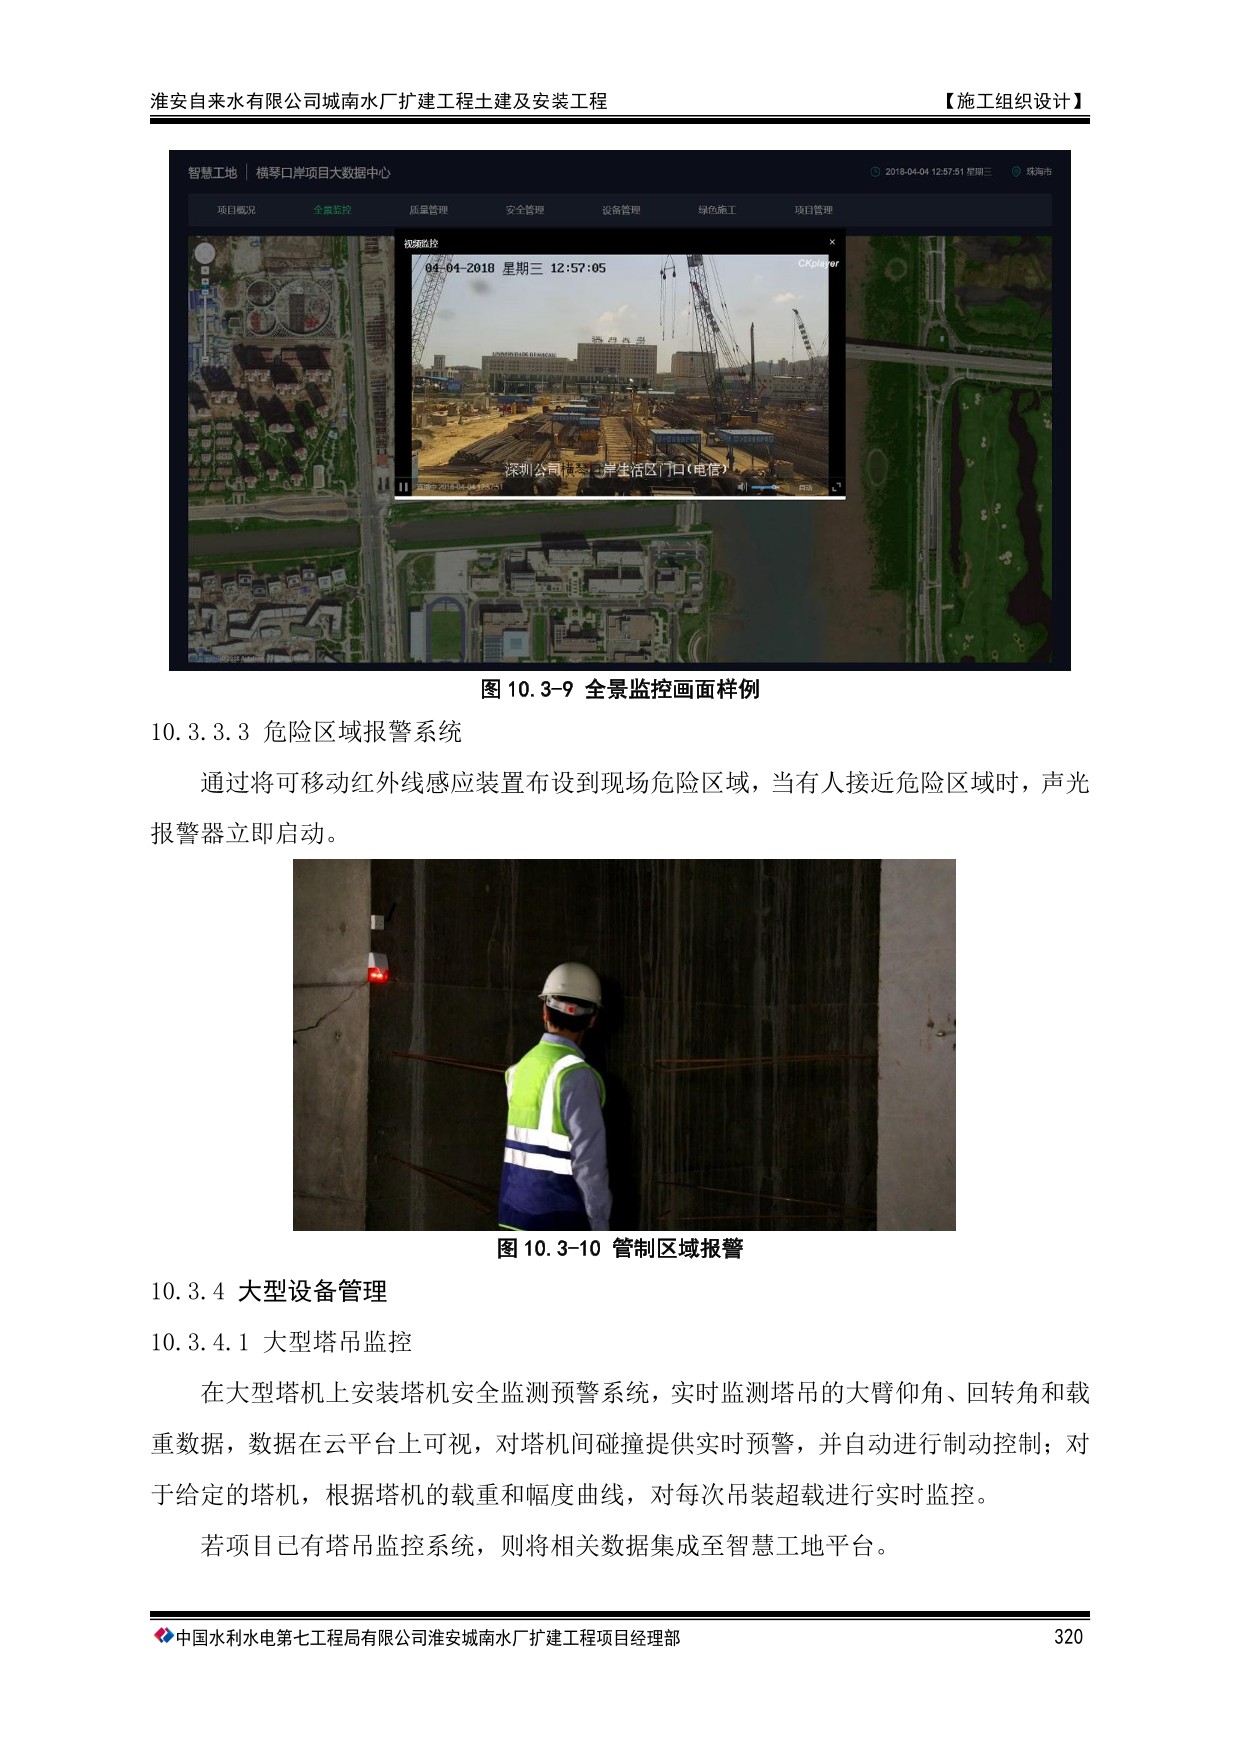 淮安自来水有限公司城南水厂扩建工程土建及安装工程 【施工组织设计】
智慧工地 横琴口岸项目大数据中心 2018-04-04 12:57:51 星期三 珠海市
项目概况 全景监控 质量管理 安全管理 设备管理 绿色施工 项目管理
视频监控 ×
04-04-2018 星期三 12:57:05 CKplayer
深圳公司横琴口岸生活区门口(电信)
图 10.3-9 全景监控画面样例
10.3.3.3 危险区域报警系统
通过将可移动红外线感应装置布设到现场危险区域，当有人接近危险区域时，声光
报警器立即启动。
图 10.3-10 管制区域报警
10.3.4 大型设备管理
10.3.4.1 大型塔吊监控
在大型塔机上安装塔机安全监测预警系统，实时监测塔吊的大臂仰角、回转角和载
重数据，数据在云平台上可视，对塔机间碰撞提供实时预警，并自动进行制动控制；对
于给定的塔机，根据塔机的载重和幅度曲线，对每次吊装超载进行实时监控。
若项目已有塔吊监控系统，则将相关数据集成至智慧工地平台。
中国水利水电第七工程局有限公司淮安城南水厂扩建工程项目经理部 320